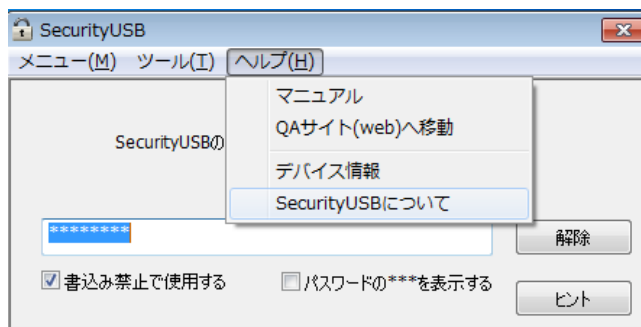 SecurityUSB
メニュー(M) ツール(T) ヘルプ(H)
マニュアル
QAサイト(web)へ移動
SecurityUSBの
デバイス情報
SecurityUSBについて
********
解除
書込み禁止で使用する
パスワードの***を表示する
ヒント